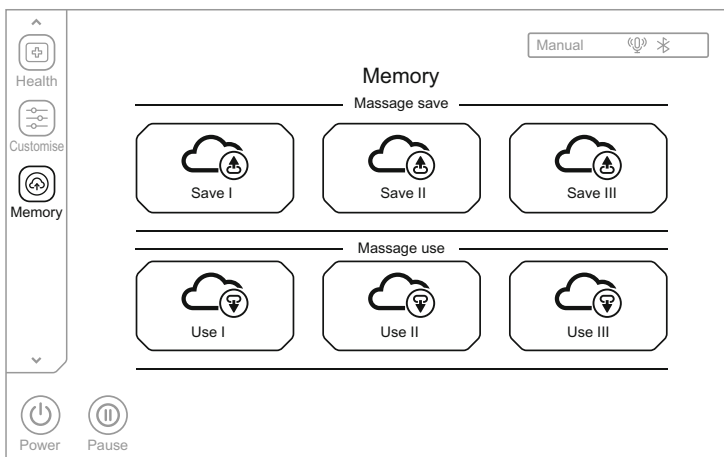 Manual
Health
Customise
Memory
Memory
Massage save
Save I
Save II
Save III
Massage use
Use I
Use II
Use III
Power
Pause